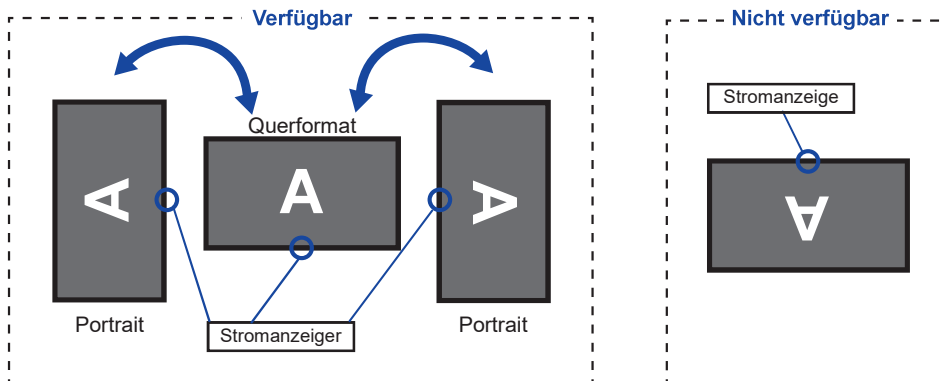 Verfügbar
Nicht verfügbar
Querformat
Stromanzeige
A
A
A
A
Portrait
Stromanzeiger
Portrait